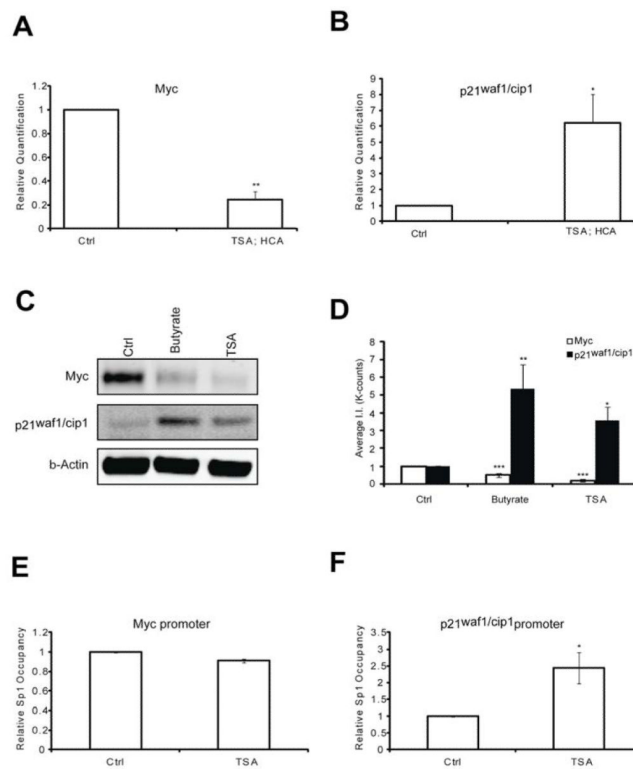 A
Myc
Relative Quantification
1.2
1
0.8
0.6
0.4
0.2
0
**
Ctrl
TSA; HCA
B
p21waf1/cip1
Relative Quantification
9
8
7
6
5
4
3
2
1
0
*
Ctrl
TSA; HCA
C
Ctrl
Butyrate
TSA
Myc
p21waf1/cip1
b-Actin
D
Myc
p21waf1/cip1
Average I.I. (K-counts)
8
7
6
5
4
3
2
1
0
***
**
***
*
Ctrl
Butyrate
TSA
E
Myc promoter
Relative Sp1 Occupancy
1.2
1
0.8
0.6
0.4
0.2
0
Ctrl
TSA
F
p21waf1/cip1promoter
Relative Sp1 Occupancy
3.5
3
2.5
2
1.5
1
0.5
0
*
Ctrl
TSA